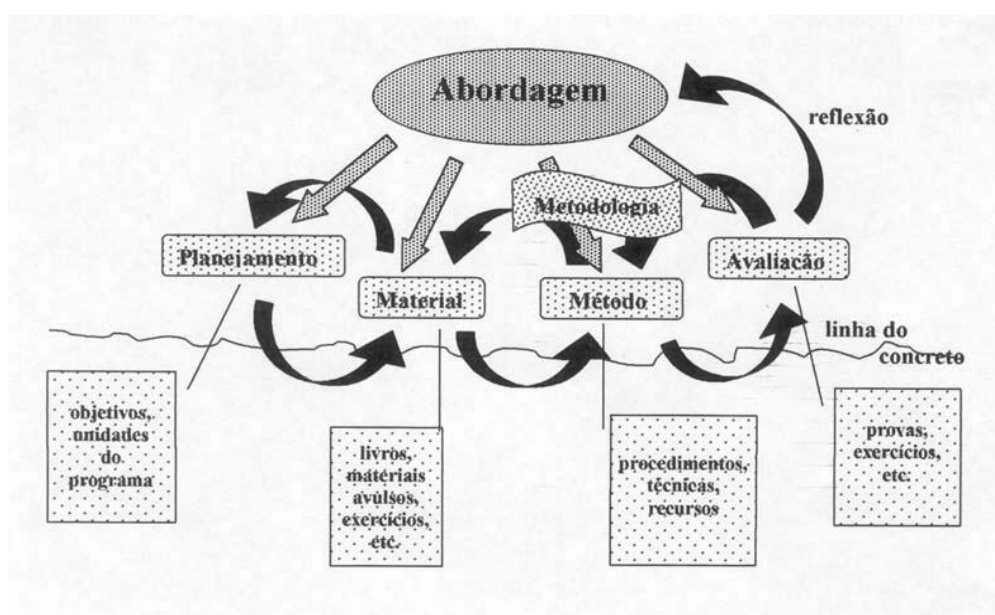 Abordagem
reflexão
Metodologia
Planejamento
Material
Método
Avaliação
linha do
concreto
objetivos,
unidades
do
programa
livros,
materiais
avulsos,
exercícios,
etc.
procedimentos,
técnicas,
recursos
provas,
exercícios,
etc.